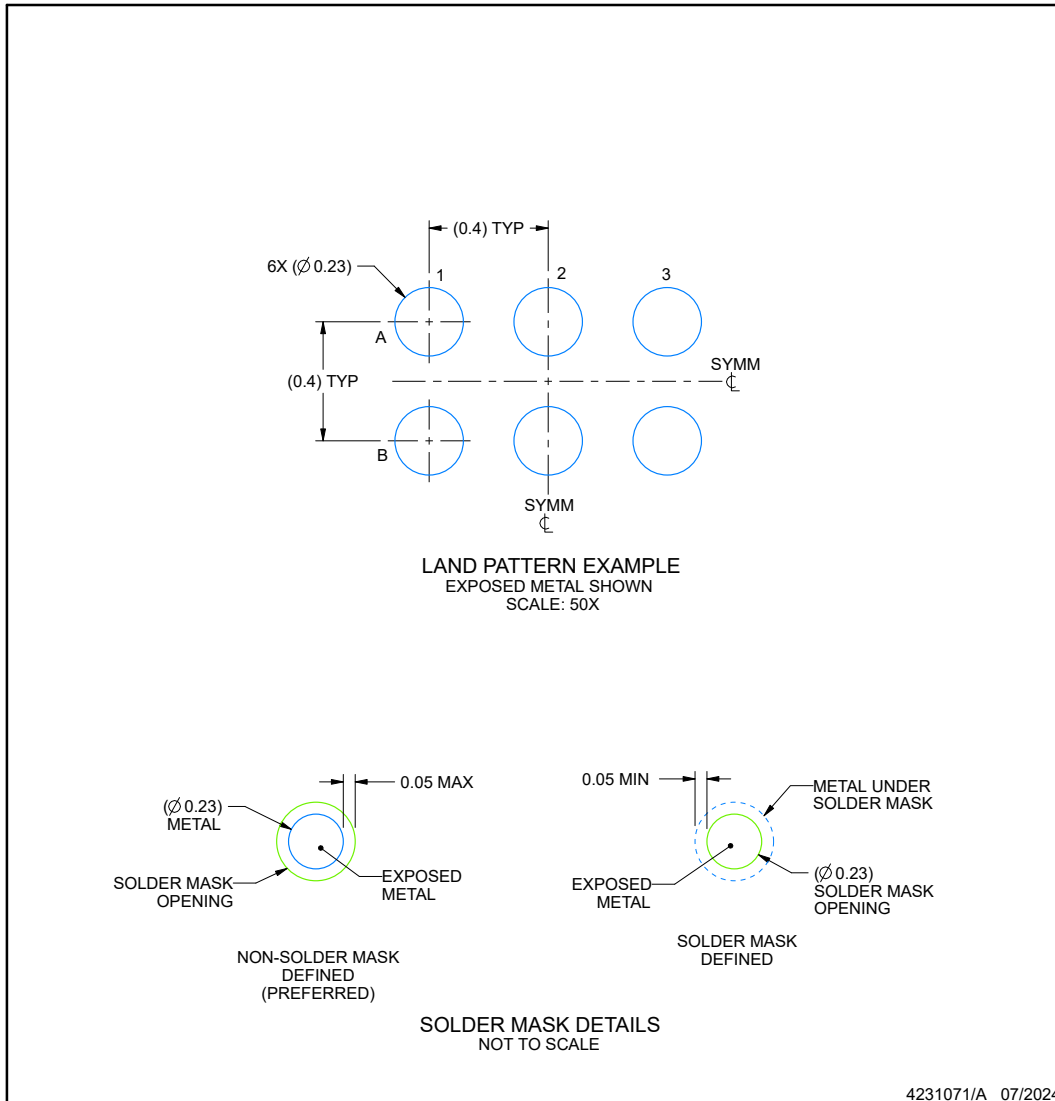 (0.4) TYP
6X (∅ 0.23)
1
2
3
A
(0.4) TYP
SYMM
℄
B
SYMM
℄
LAND PATTERN EXAMPLE
EXPOSED METAL SHOWN
SCALE: 50X
0.05 MAX
(∅ 0.23)
METAL
SOLDER MASK
OPENING
EXPOSED
METAL
NON-SOLDER MASK
DEFINED
(PREFERRED)
0.05 MIN
METAL UNDER
SOLDER MASK
EXPOSED
METAL
(∅ 0.23)
SOLDER MASK
OPENING
SOLDER MASK
DEFINED
SOLDER MASK DETAILS
NOT TO SCALE
4231071/A 07/2024